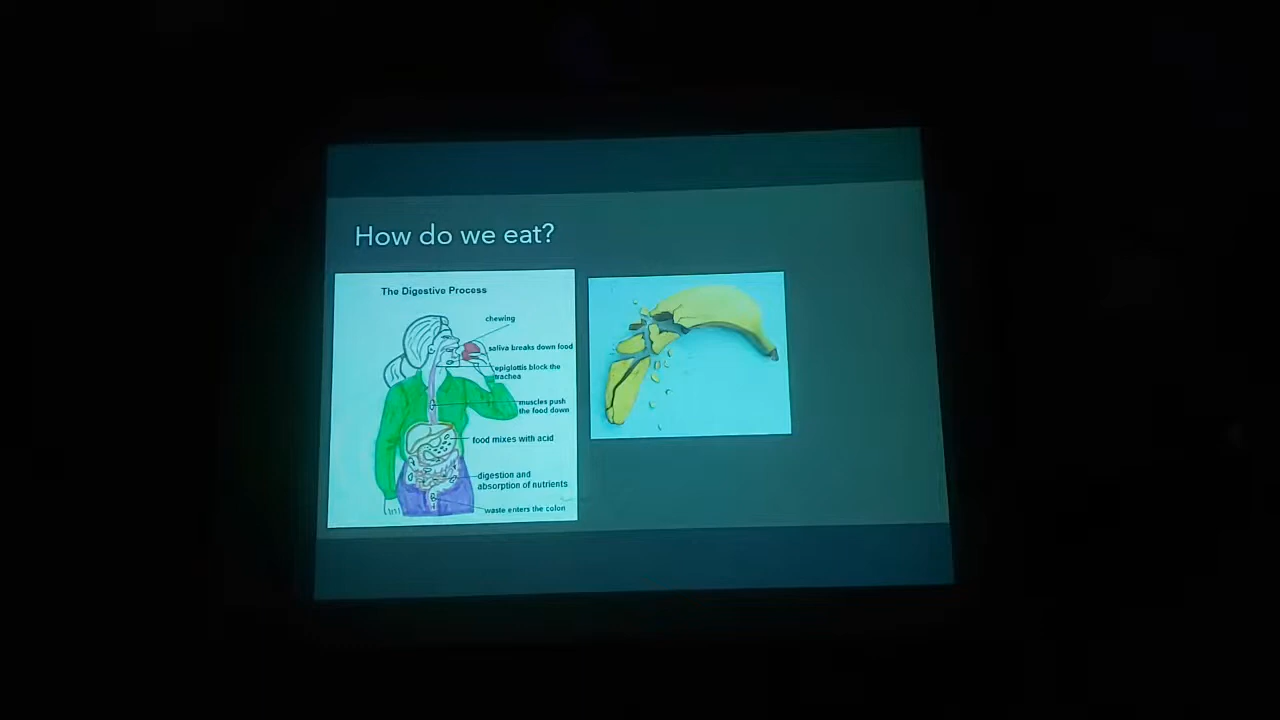 How do we eat?
The Digestive Process
chewing
saliva breaks down food
epiglottis block the
trachea
muscles push
the food down
food mixes with acid
digestion and
absorption of nutrients
waste enters the colon